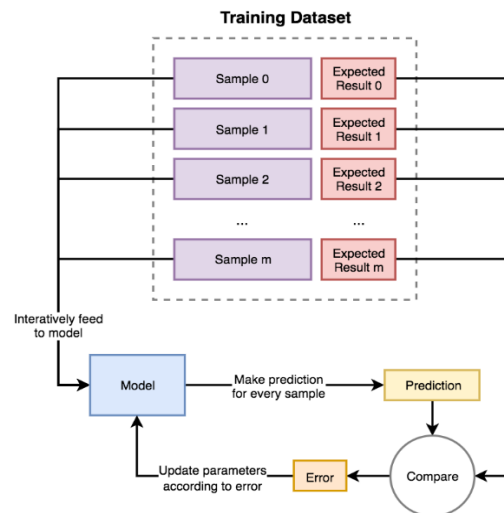 Training Dataset
Sample 0
Expected
Result 0
Sample 1
Expected
Result 1
Sample 2
Expected
Result 2
...
...
Sample m
Expected
Result m
Interatively feed
to model
Model
Make prediction
for every sample
Prediction
Update parameters
according to error
Error
Compare